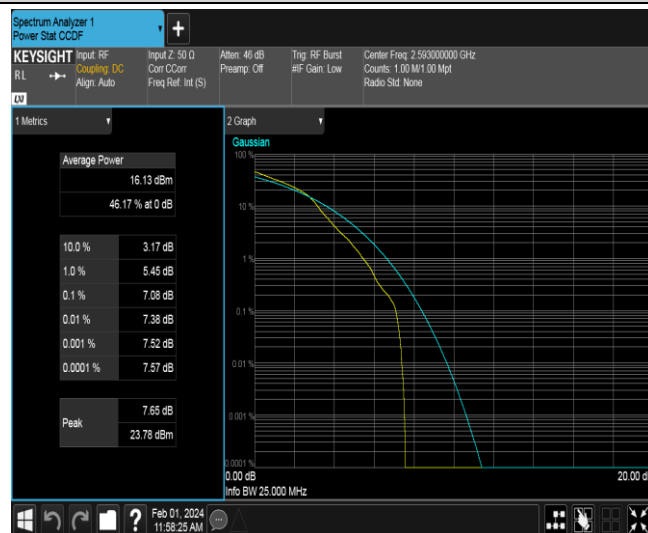 Spectrum Analyzer 1
Power Stat CCDF
+
KEYSIGHT
RL
LXI
Input: RF
Coupling: DC
Align: Auto
Input Z: 50 Ω
Corr CCorr
Freq Ref: Int (S)
Atten: 46 dB
Preamp: Off
Trig: RF Burst
#IF Gain: Low
Center Freq: 2.593000000 GHz
Counts: 1.00 M/1.00 Mpt
Radio Std: None
1 Metrics
Average Power
16.13 dBm
46.17 % at 0 dB
10.0 % 3.17 dB
1.0 % 5.45 dB
0.1 % 7.08 dB
0.01 % 7.38 dB
0.001 % 7.52 dB
0.0001 % 7.57 dB
Peak
7.65 dB
23.78 dBm
2 Graph
Gaussian
100 %
10 %
1 %
0.1 %
0.01 %
0.001 %
0.0001 %
0.00 dB
20.00 d
Info BW 25.000 MHz
?
Feb 01, 2024
11:58:25 AM